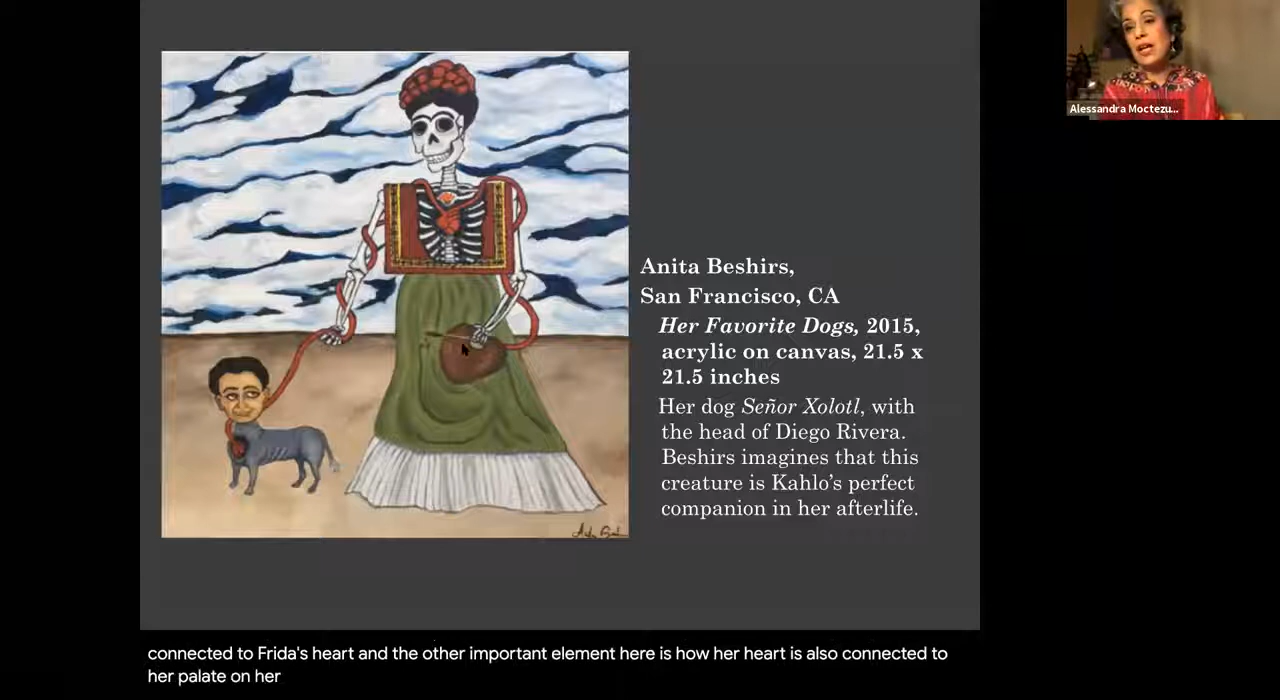 Alessandra Moctezu...
Anita Beshirs,
San Francisco, CA
Her Favorite Dogs, 2015,
acrylic on canvas, 21.5 x
21.5 inches
Her dog Señor Xolotl, with
the head of Diego Rivera.
Beshirs imagines that this
creature is Kahlo’s perfect
companion in her afterlife.
connected to Frida's heart and the other important element here is how her heart is also connected to
her palate on her